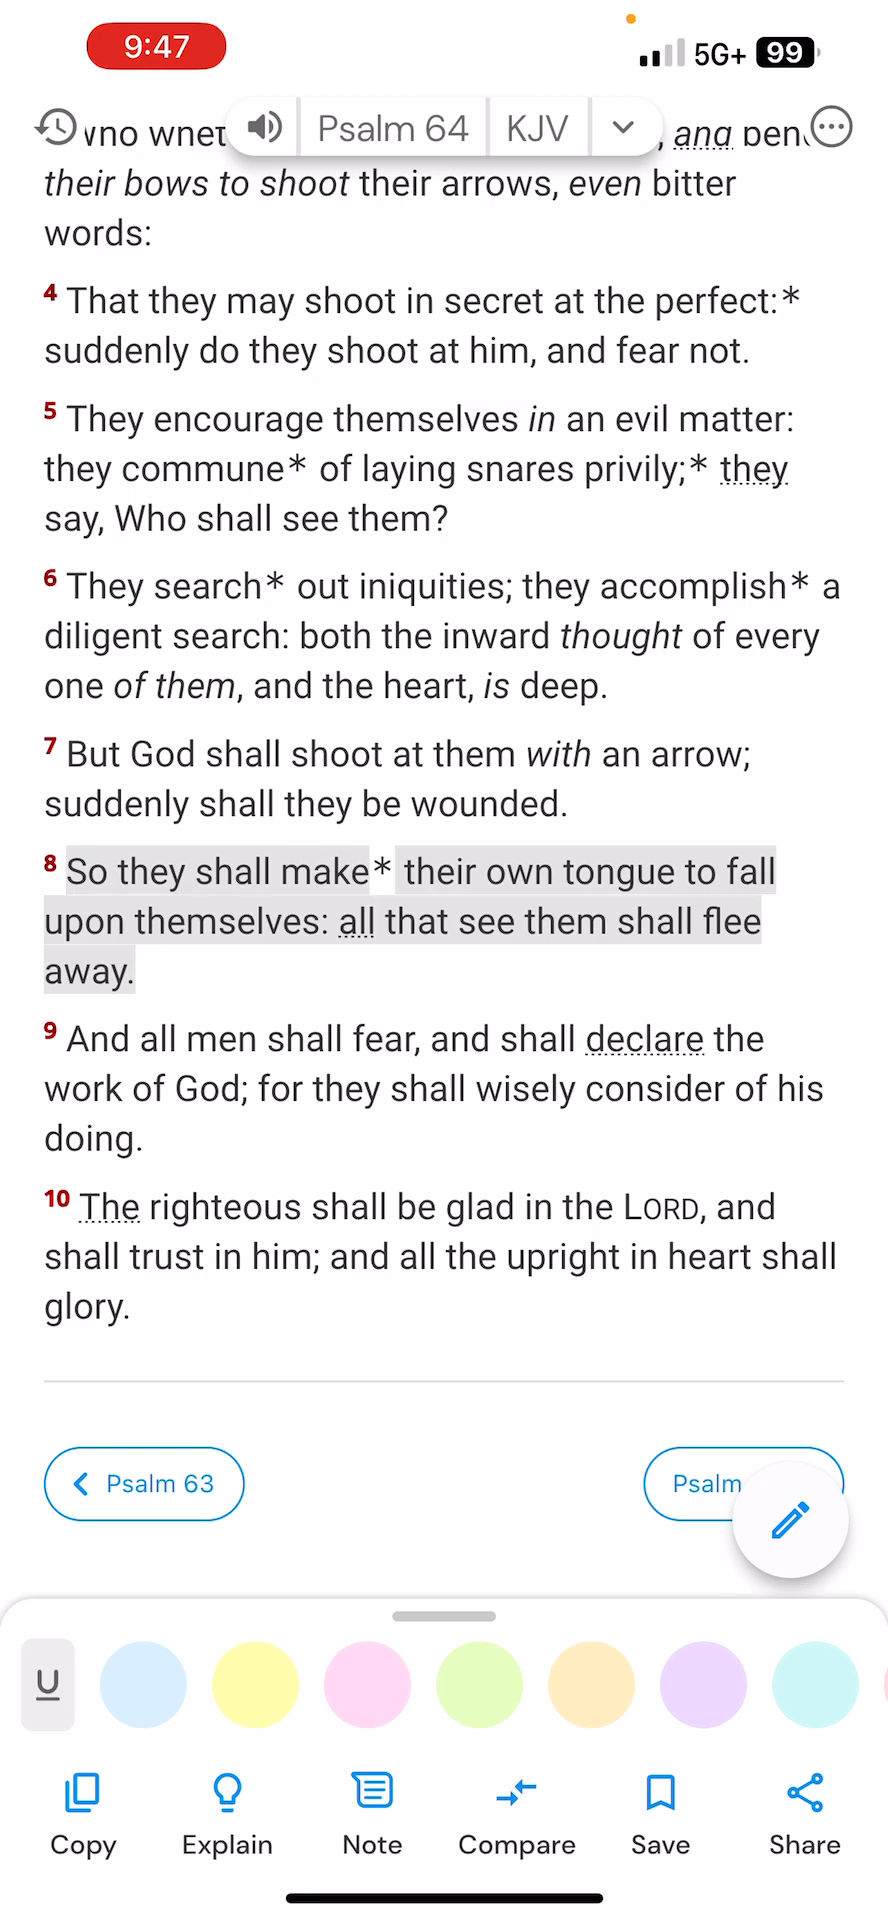 9:47
5G+ 99
Psalm 64 KJV
their bows to shoot their arrows, even bitter
words:
4 That they may shoot in secret at the perfect:*
suddenly do they shoot at him, and fear not.
5 They encourage themselves in an evil matter:
they commune* of laying snares privily;* they
say, Who shall see them?
6 They search* out iniquities; they accomplish* a
diligent search: both the inward thought of every
one of them, and the heart, is deep.
7 But God shall shoot at them with an arrow;
suddenly shall they be wounded.
8 So they shall make* their own tongue to fall
upon themselves: all that see them shall flee
away.
9 And all men shall fear, and shall declare the
work of God; for they shall wisely consider of his
doing.
10 The righteous shall be glad in the LORD, and
shall trust in him; and all the upright in heart shall
glory.
Psalm 63
Psalm
U
Copy Explain Note Compare Save Share